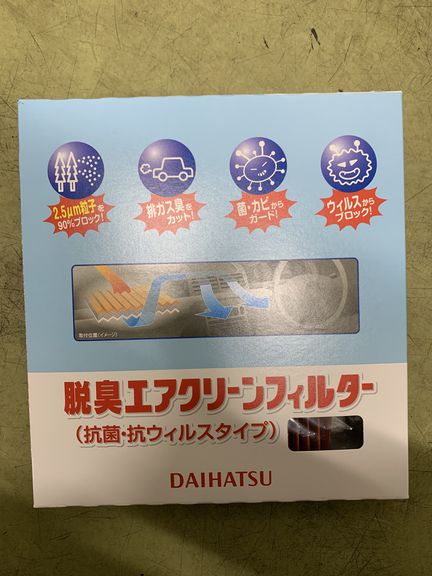 2.5μm粒子を
90%ブロック!
排ガス臭を
カット!
菌・カビから
ガード!
ウィルスから
ブロック!
取付位置(イメージ)
脱臭エアクリーンフィルター
(抗菌・抗ウィルスタイプ)
DAIHATSU